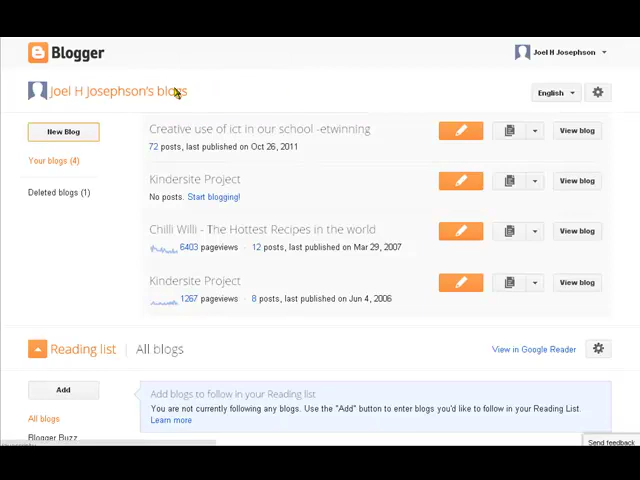 Blogger
Joel H Josephson
Joel H Josephson's blogs
English
New Blog
Your blogs (4)
Deleted blogs (1)
Creative use of ict in our school -etwinning
72 posts, last published on Oct 26, 2011
View blog
Kindersite Project
No posts. Start blogging!
View blog
Chilli Willi - The Hottest Recipes in the world
6403 pageviews · 12 posts, last published on Mar 29, 2007
View blog
Kindersite Project
1267 pageviews · 8 posts, last published on Jun 4, 2006
View blog
Reading list | All blogs
View in Google Reader
Add
All blogs
Blogger Buzz
Add blogs to follow in your Reading list
You are not currently following any blogs. Use the "Add" button to enter blogs you'd like to follow in your Reading List.
Learn more
Send feedback